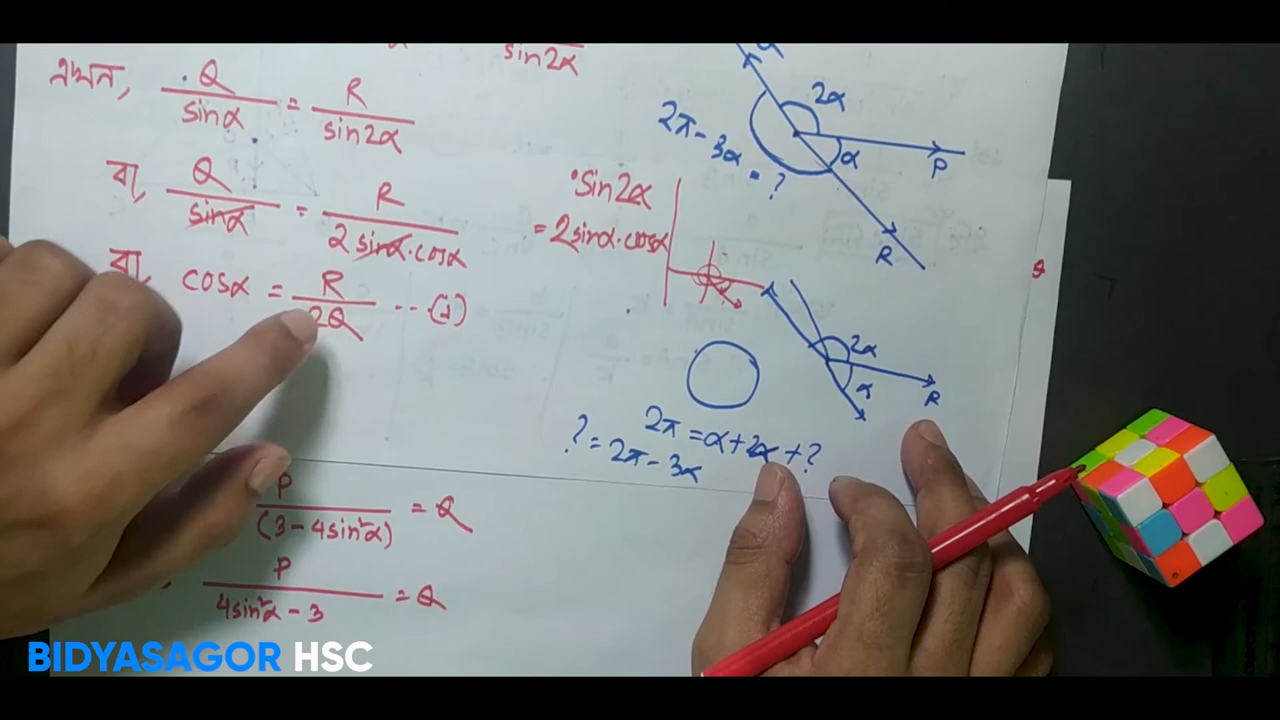 sin2α
এখন, Q/sinα = R/sin2α
বা, Q/sinα = R/2 sinα·cosα
বা, cosα = R/2Q ---(1)
Sin2α
= 2sinα·cosα
2α
α
P
R
2π-3α = ?
2α
α
R
2π = α+2α+?
? = 2π-3α
P/(3-4sin²α) = Q
P/4sin²α-3 = Q
BIDYASAGOR HSC